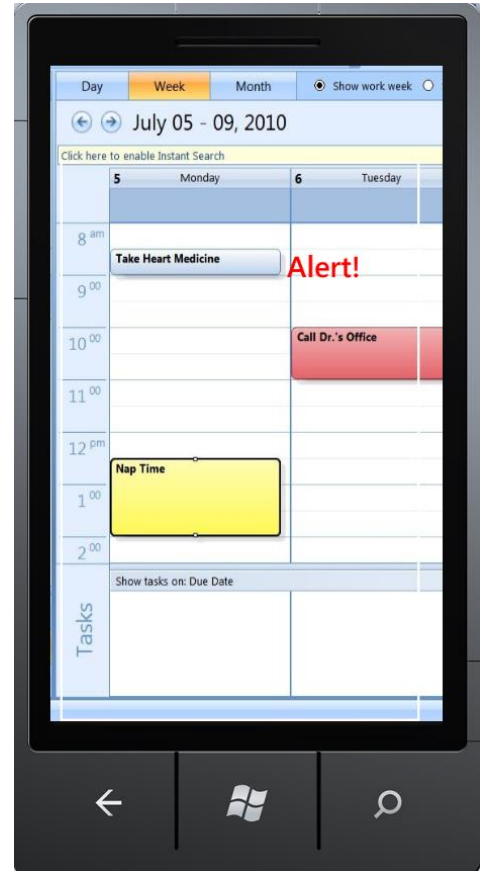 Day Week Month Show work week
July 05 - 09, 2010
Click here to enable Instant Search
5 Monday 6 Tuesday
8 am
Take Heart Medicine
Alert!
9 00
10 00
Call Dr.'s Office
11 00
12 pm
Nap Time
1 00
2 00
Show tasks on: Due Date
Tasks